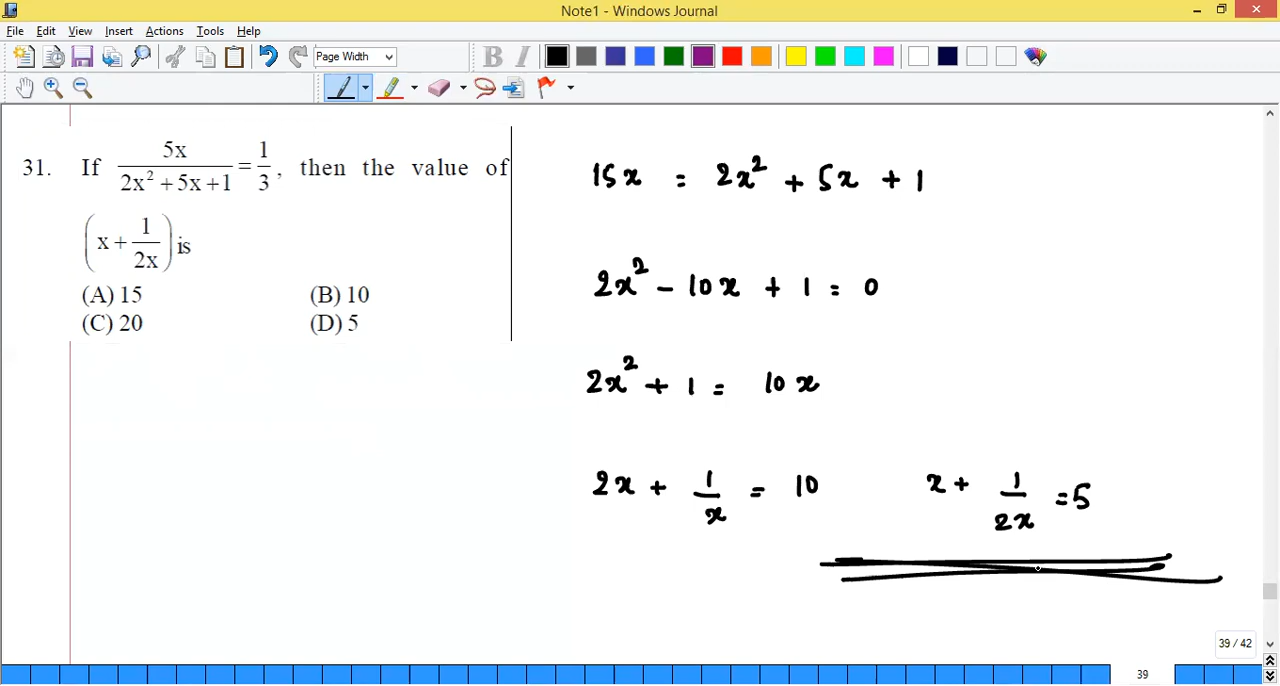 Note1 - Windows Journal
File Edit View Insert Actions Tools Help
Page Width
B I
31. If 5x / (2x² + 5x + 1) = 1/3, then the value of
(x + 1/2x) is
(A) 15 (B) 10
(C) 20 (D) 5
15x = 2x² + 5x + 1
2x² - 10x + 1 = 0
2x² + 1 = 10x
2x + 1/x = 10 x + 1/2x = 5
39 / 42
39